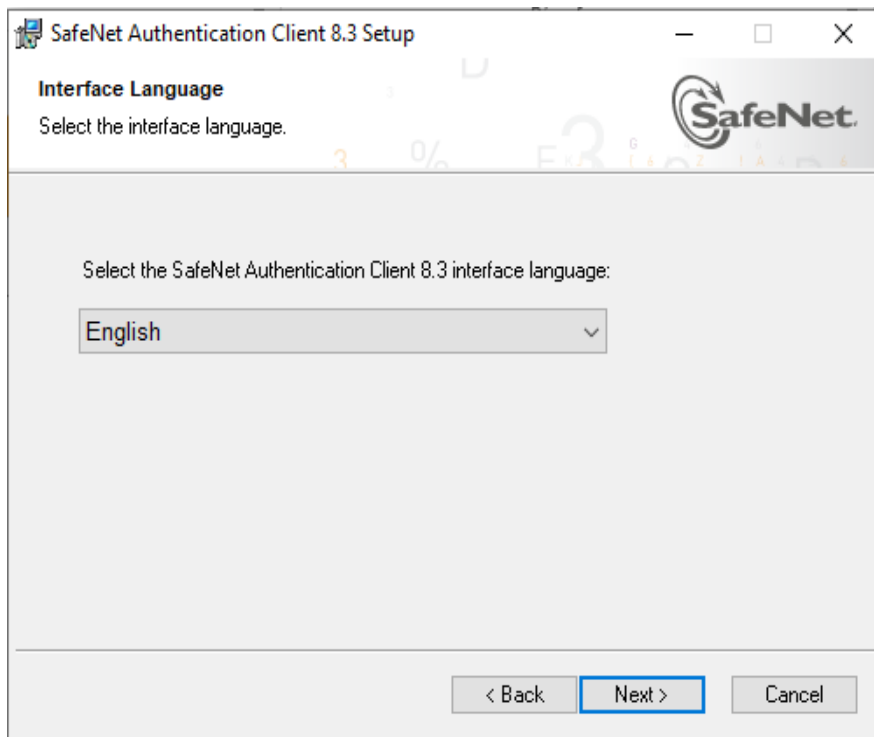 SafeNet Authentication Client 8.3 Setup
Interface Language
Select the interface language.
SafeNet.
Select the SafeNet Authentication Client 8.3 interface language:
English
< Back
Next >
Cancel